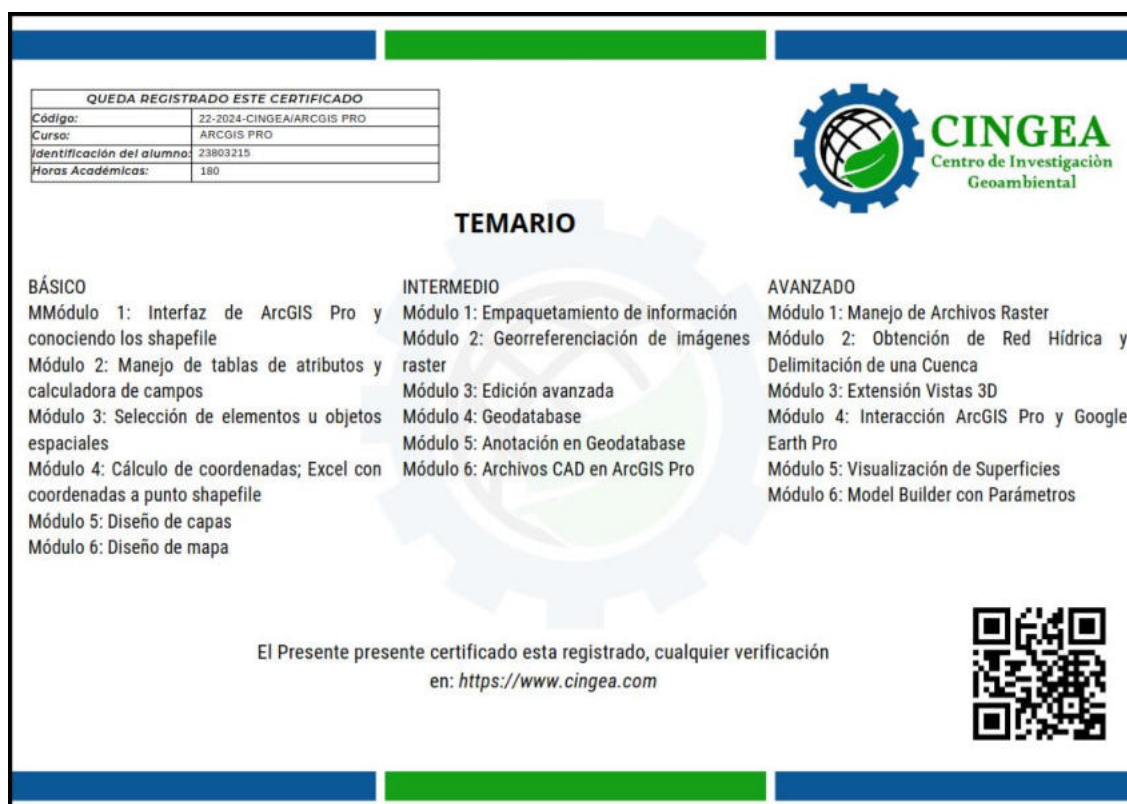 QUEDA REGISTRADO ESTE CERTIFICADO
Código: 22-2024-CINGEA/ARCGIS PRO
Curso: ARCGIS PRO
Identificación del alumno: 23803215
Horas Académicas: 180
CINGEA
Centro de Investigaciòn
Geoambiental
TEMARIO
BÁSICO
MMódulo 1: Interfaz de ArcGIS Pro y
conociendo los shapefile
Módulo 2: Manejo de tablas de atributos y
calculadora de campos
Módulo 3: Selección de elementos u objetos
espaciales
Módulo 4: Cálculo de coordenadas; Excel con
coordenadas a punto shapefile
Módulo 5: Diseño de capas
Módulo 6: Diseño de mapa
INTERMEDIO
Módulo 1: Empaquetamiento de información
Módulo 2: Georreferenciación de imágenes
raster
Módulo 3: Edición avanzada
Módulo 4: Geodatabase
Módulo 5: Anotación en Geodatabase
Módulo 6: Archivos CAD en ArcGIS Pro
AVANZADO
Módulo 1: Manejo de Archivos Raster
Módulo 2: Obtención de Red Hídrica y
Delimitación de una Cuenca
Módulo 3: Extensión Vistas 3D
Módulo 4: Interacción ArcGIS Pro y Google
Earth Pro
Módulo 5: Visualización de Superficies
Módulo 6: Model Builder con Parámetros
El Presente presente certificado esta registrado, cualquier verificación
en: https://www.cingea.com